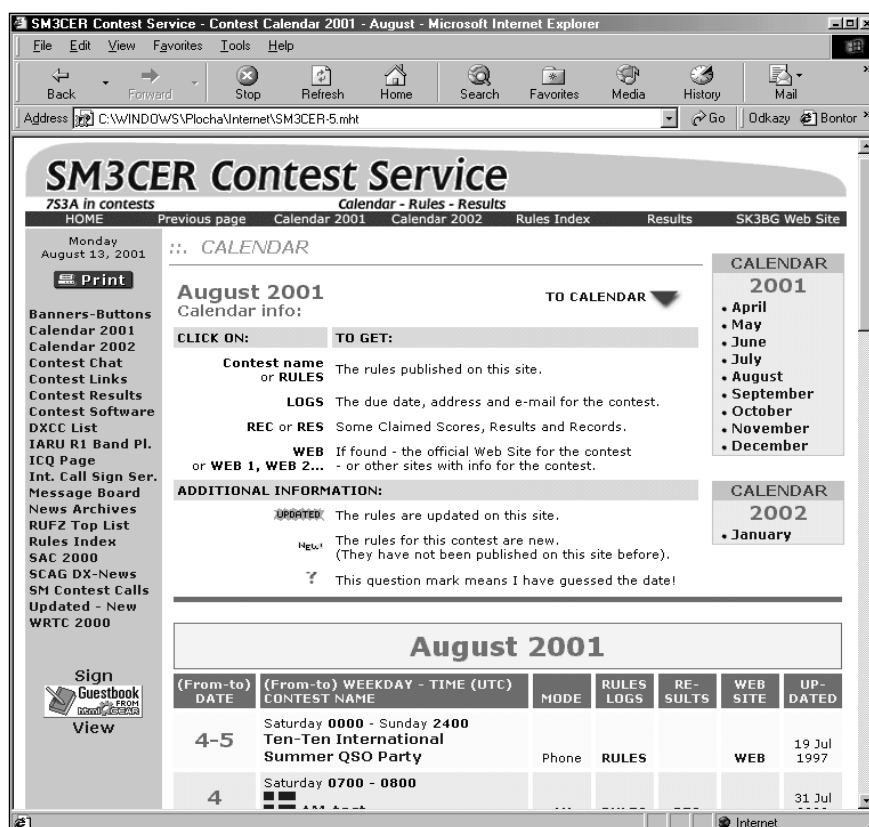 SM3CER Contest Service - Contest Calendar 2001 - August - Microsoft Internet Explorer
File Edit View Favorites Tools Help
Back Forward Stop Refresh Home Search Favorites Media History Mail
Address C:\WINDOWS\Plocha\Internet\SM3CER-5.mht Go Odkazy Bontor
SM3CER Contest Service
7S3A in contests Calendar - Rules - Results
HOME Previous page Calendar 2001 Calendar 2002 Rules Index Results SK3BG Web Site
Monday
August 13, 2001
Print
Banners-Buttons
Calendar 2001
Calendar 2002
Contest Chat
Contest Links
Contest Results
Contest Software
DXCC List
IARU R1 Band Pl.
ICQ Page
Int. Call Sign Ser.
Message Board
News Archives
RUFZ Top List
Rules Index
SAC 2000
SCAG DX-News
SM Contest Calls
Updated - New
WRTC 2000
Sign
Guestbook
FROM
html GEAR
View
::. CALENDAR
August 2001
Calendar info:
TO CALENDAR
CLICK ON: TO GET:
Contest name
or RULES The rules published on this site.
LOGS The due date, address and e-mail for the contest.
REC or RES Some Claimed Scores, Results and Records.
WEB If found - the official Web Site for the contest
or WEB 1, WEB 2... - or other sites with info for the contest.
ADDITIONAL INFORMATION:
UPDATED The rules are updated on this site.
New! The rules for this contest are new.
(They have not been published on this site before).
? This question mark means I have guessed the date!
CALENDAR
2001
• April
• May
• June
• July
• August
• September
• October
• November
• December
CALENDAR
2002
• January
August 2001
(From-to) DATE (From-to) WEEKDAY - TIME (UTC) CONTEST NAME MODE RULES LOGS RE-SULTS WEB SITE UP-DATED
4-5 Saturday 0000 - Sunday 2400
Ten-Ten International
Summer QSO Party Phone RULES WEB 19 Jul 1997
4 Saturday 0700 - 0800
31 Jul
Internet